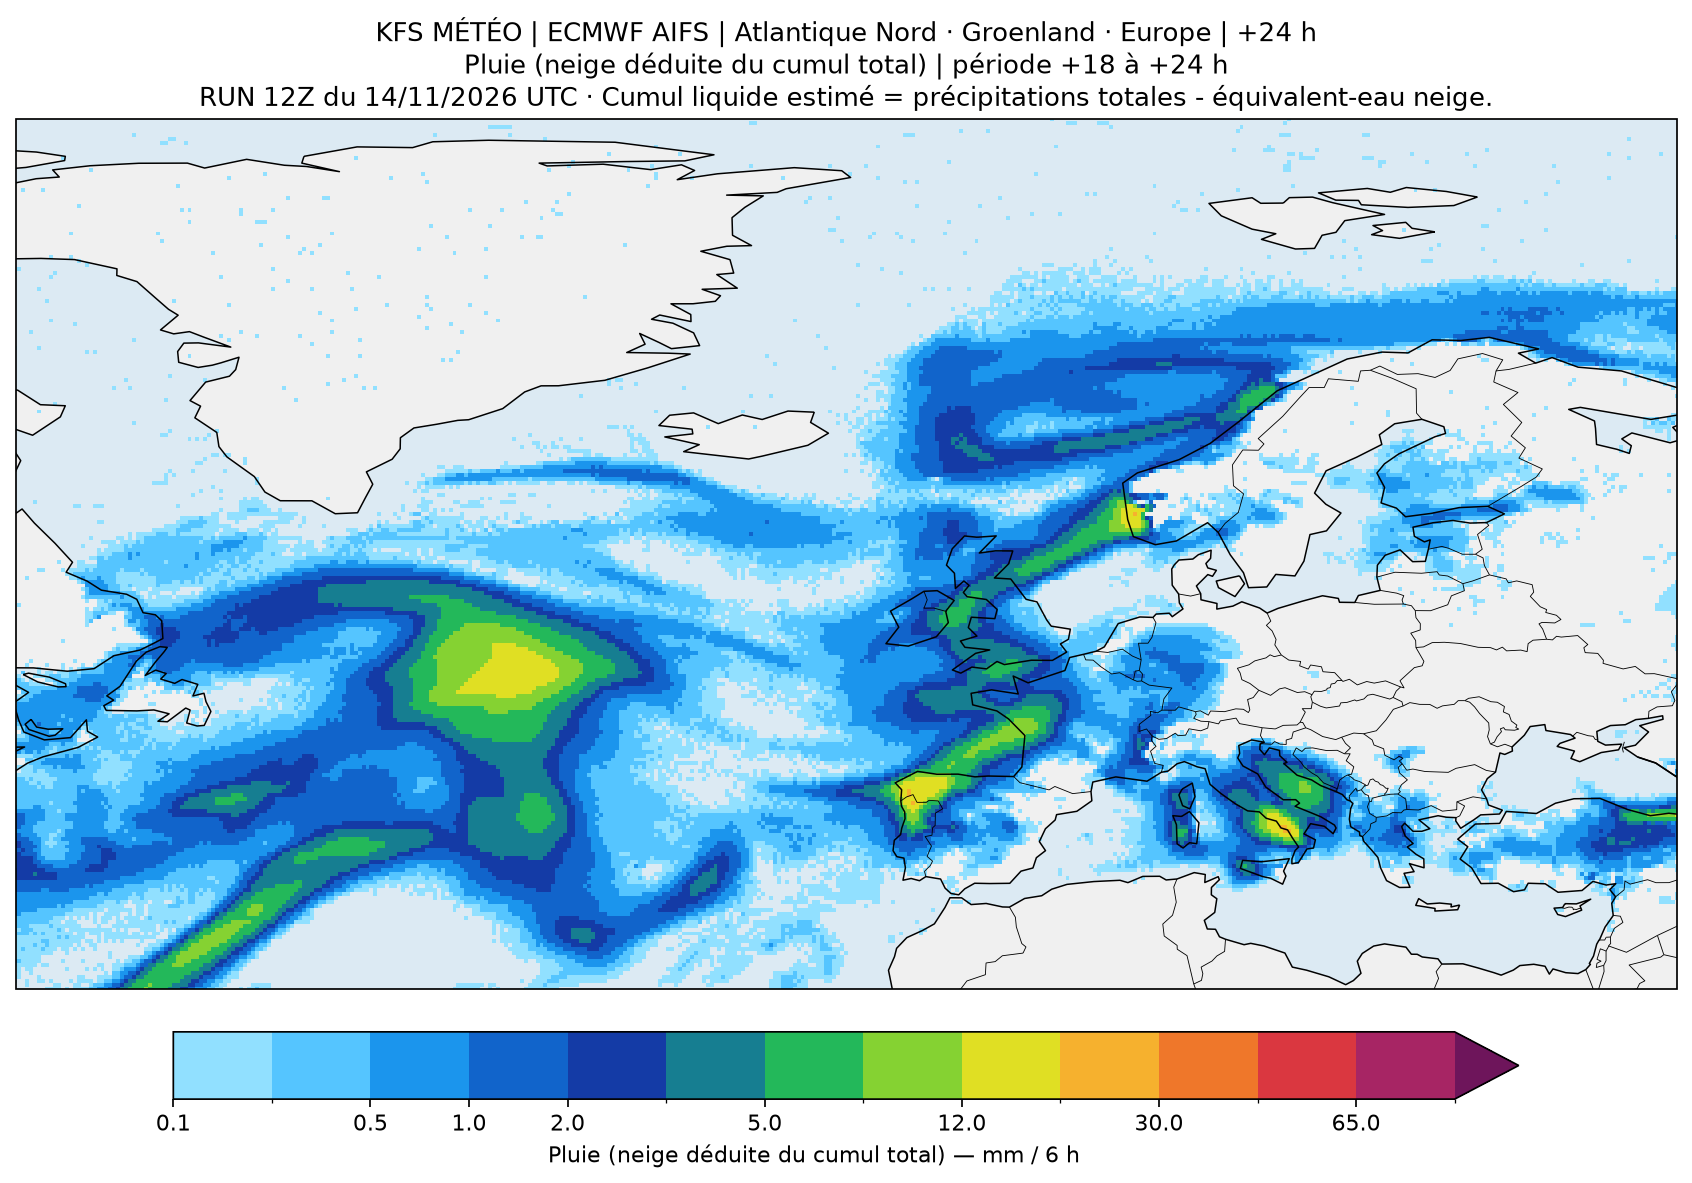 KFS MÉTÉO | ECMWF AIFS | Atlantique Nord · Groenland · Europe | +24 h
Pluie (neige déduite du cumul total) | période +18 à +24 h
RUN 12Z du 14/11/2026 UTC · Cumul liquide estimé = précipitations totales - équivalent-eau neige.
0.1 0.5 1.0 2.0 5.0 12.0 30.0 65.0
Pluie (neige déduite du cumul total) — mm / 6 h